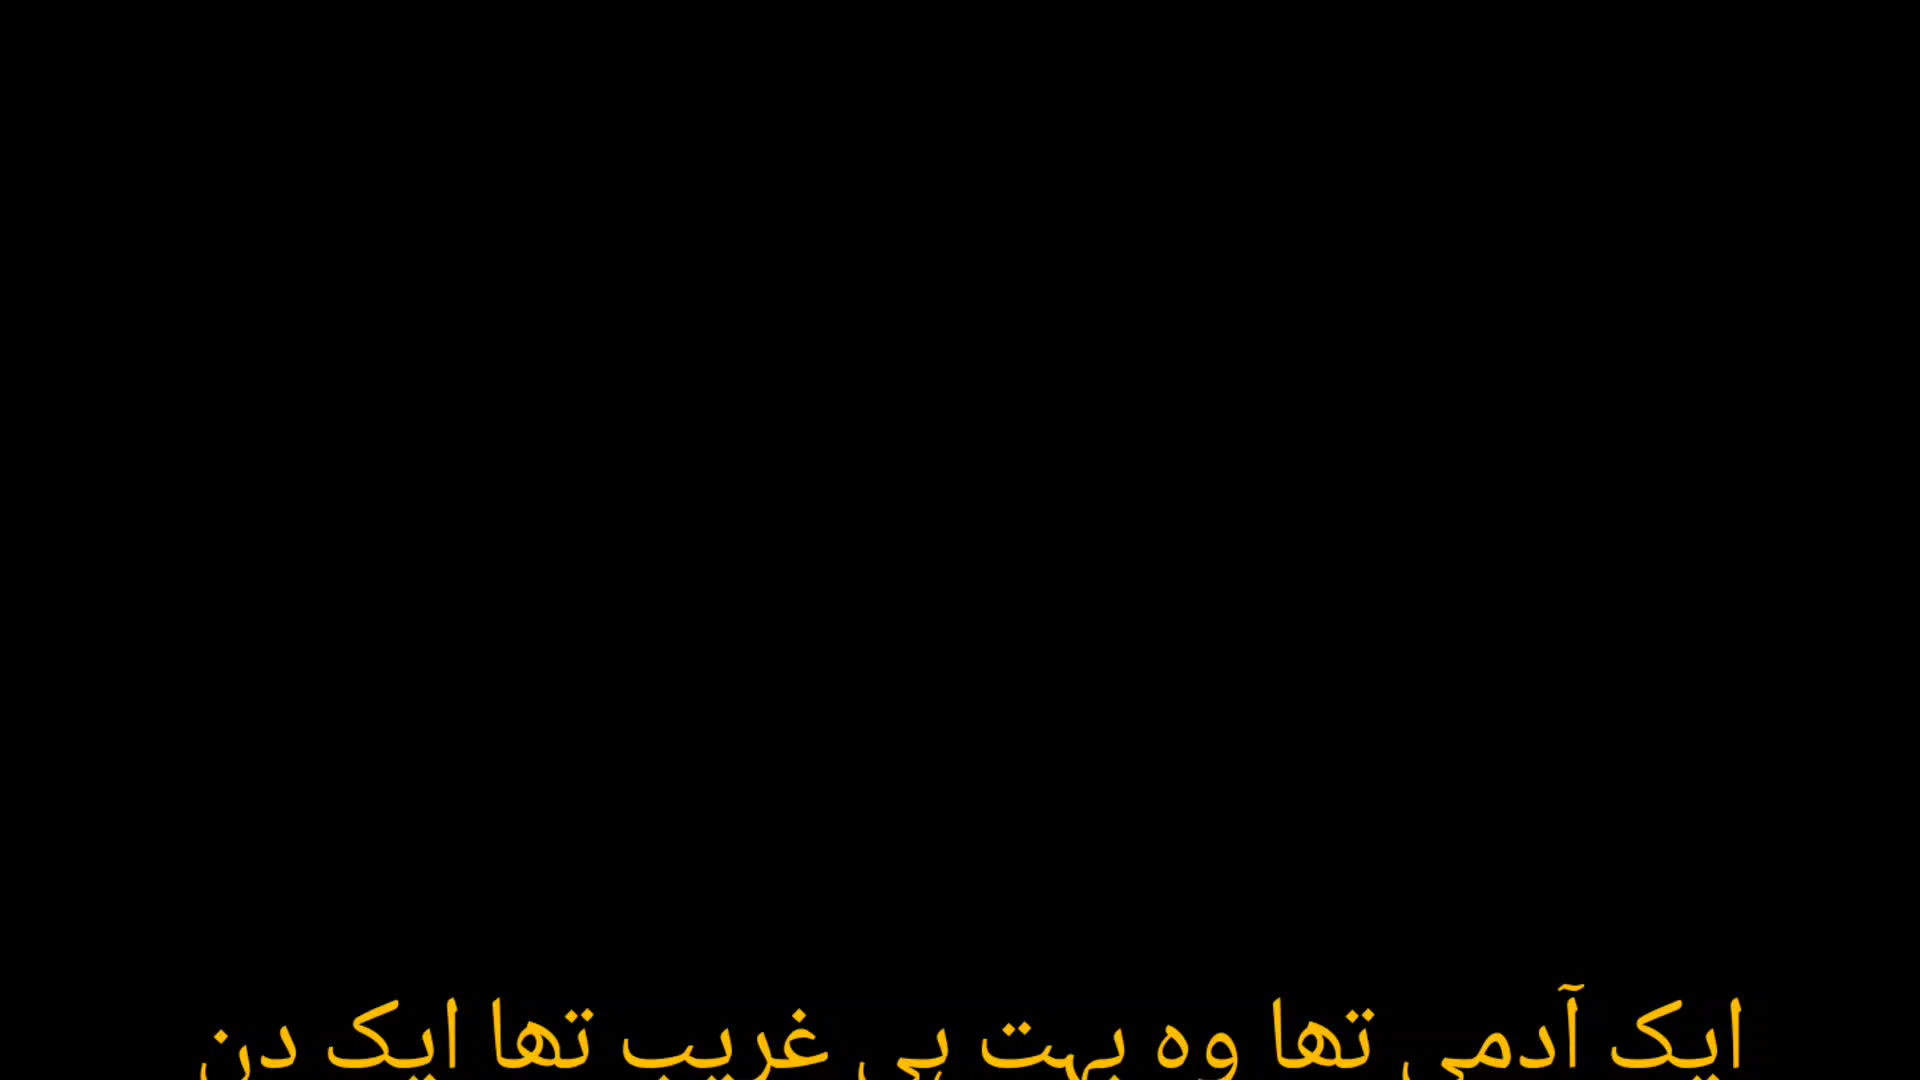 ایک آدمی تھا وہ بہت ہی غریب تھا ایک دن